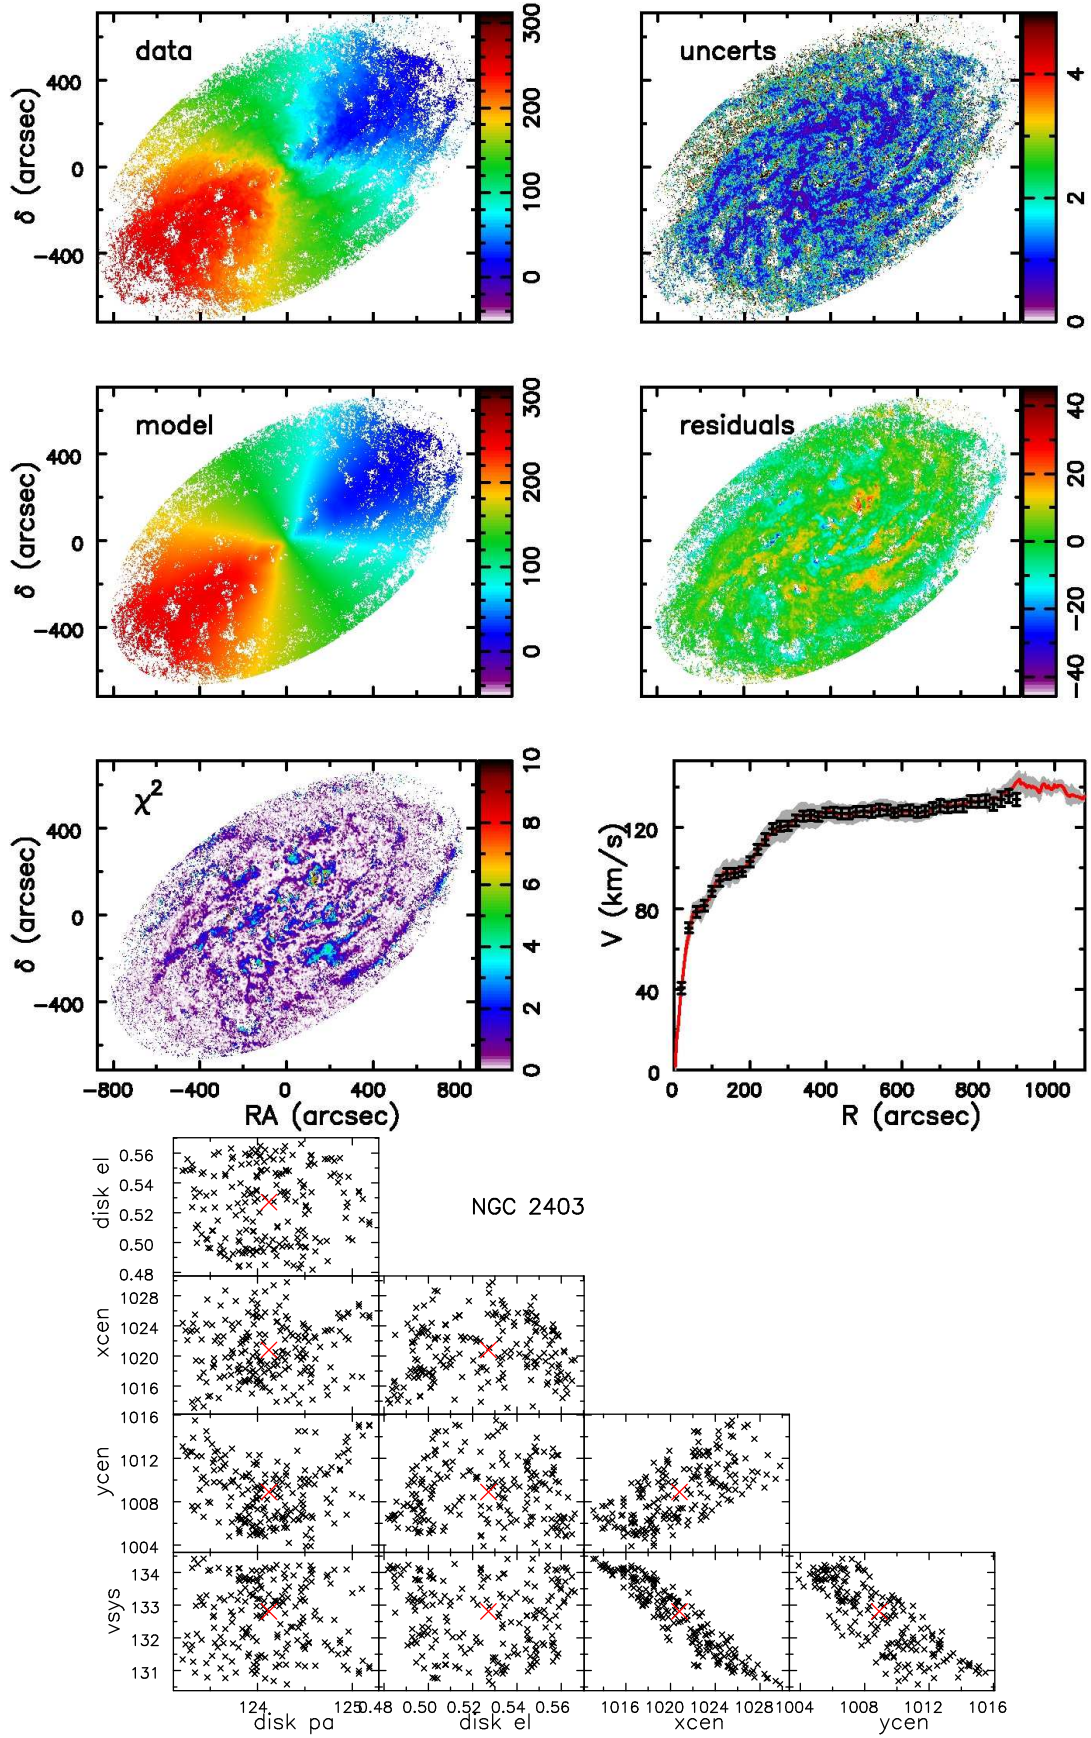 data
400
0
−400
δ (arcsec)
0
100
200
300
uncerts
0
2
4
model
400
0
−400
δ (arcsec)
0
100
200
300
residuals
−40
−20
0
20
40
χ²
400
0
−400
δ (arcsec)
−800 −400 0 400 800
RA (arcsec)
0
2
4
6
8
10
120
80
40
0
V (km/s)
0 200 400 600 800 1000
R (arcsec)
NGC 2403
0.56
0.54
0.52
0.50
0.48
disk el
1028
1024
1020
1016
xcen
1016
1012
1008
1004
ycen
134
133
132
131
vsys
124 125
disk pa
0.48 0.50 0.52 0.54 0.56
disk el
1016 1020 1024 1028
xcen
1004 1008 1012 1016
ycen